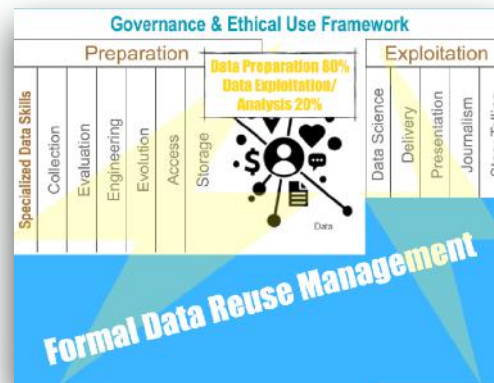 Governance & Ethical Use Framework
Preparation
Exploitation
Data Preparation 80%
Data Exploitation/
Analysis 20%
Specialized Data Skills
Collection
Evaluation
Engineering
Evolution
Access
Storage
Data
Data Science
Delivery
Presentation
Journalism
Formal Data Reuse Management